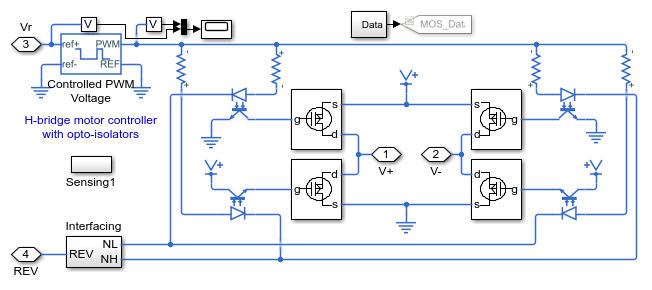 Vr
3
V
V
ref+
PWM
ref-
REF
Controlled PWM
Voltage
Data
MOS_Dat
H-bridge motor controller
with opto-isolators
Sensing1
g
s
d
s
d
g
1
V+
2
V-
g
d
s
d
s
g
Interfacing
4
REV
REV
NL
NH